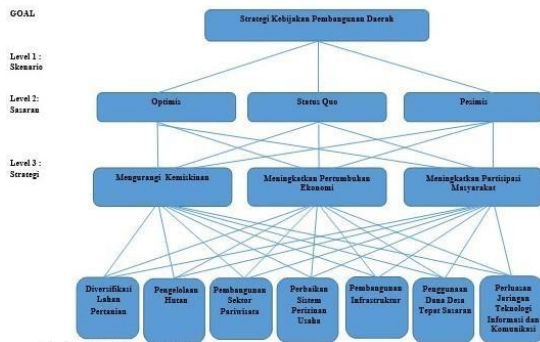 GOAL
Strategi Kebijakan Pembangunan Daerah
Level 1 :
Skenario
Level 2:
Sasaran
Optimis
Status Quo
Pesimis
Level 3 :
Strategi
Mengurangi Kemiskinan
Meningkatkan Pertumbuhan
Ekonomi
Meningkatkan Partisipasi
Masyarakat
Diversifikasi
Lahan
Pertanian
Pengelolaan
Hutan
Pembangunan
Sektor
Pariwisata
Perbaikan
Sistem
Perizinan
Usaha
Pembangunan
Infrastruktur
Penggunaan
Dana Desa
Tepat Sasaran
Perluasan
Jaringan
Teknologi
Informasi dan
Komunikasi